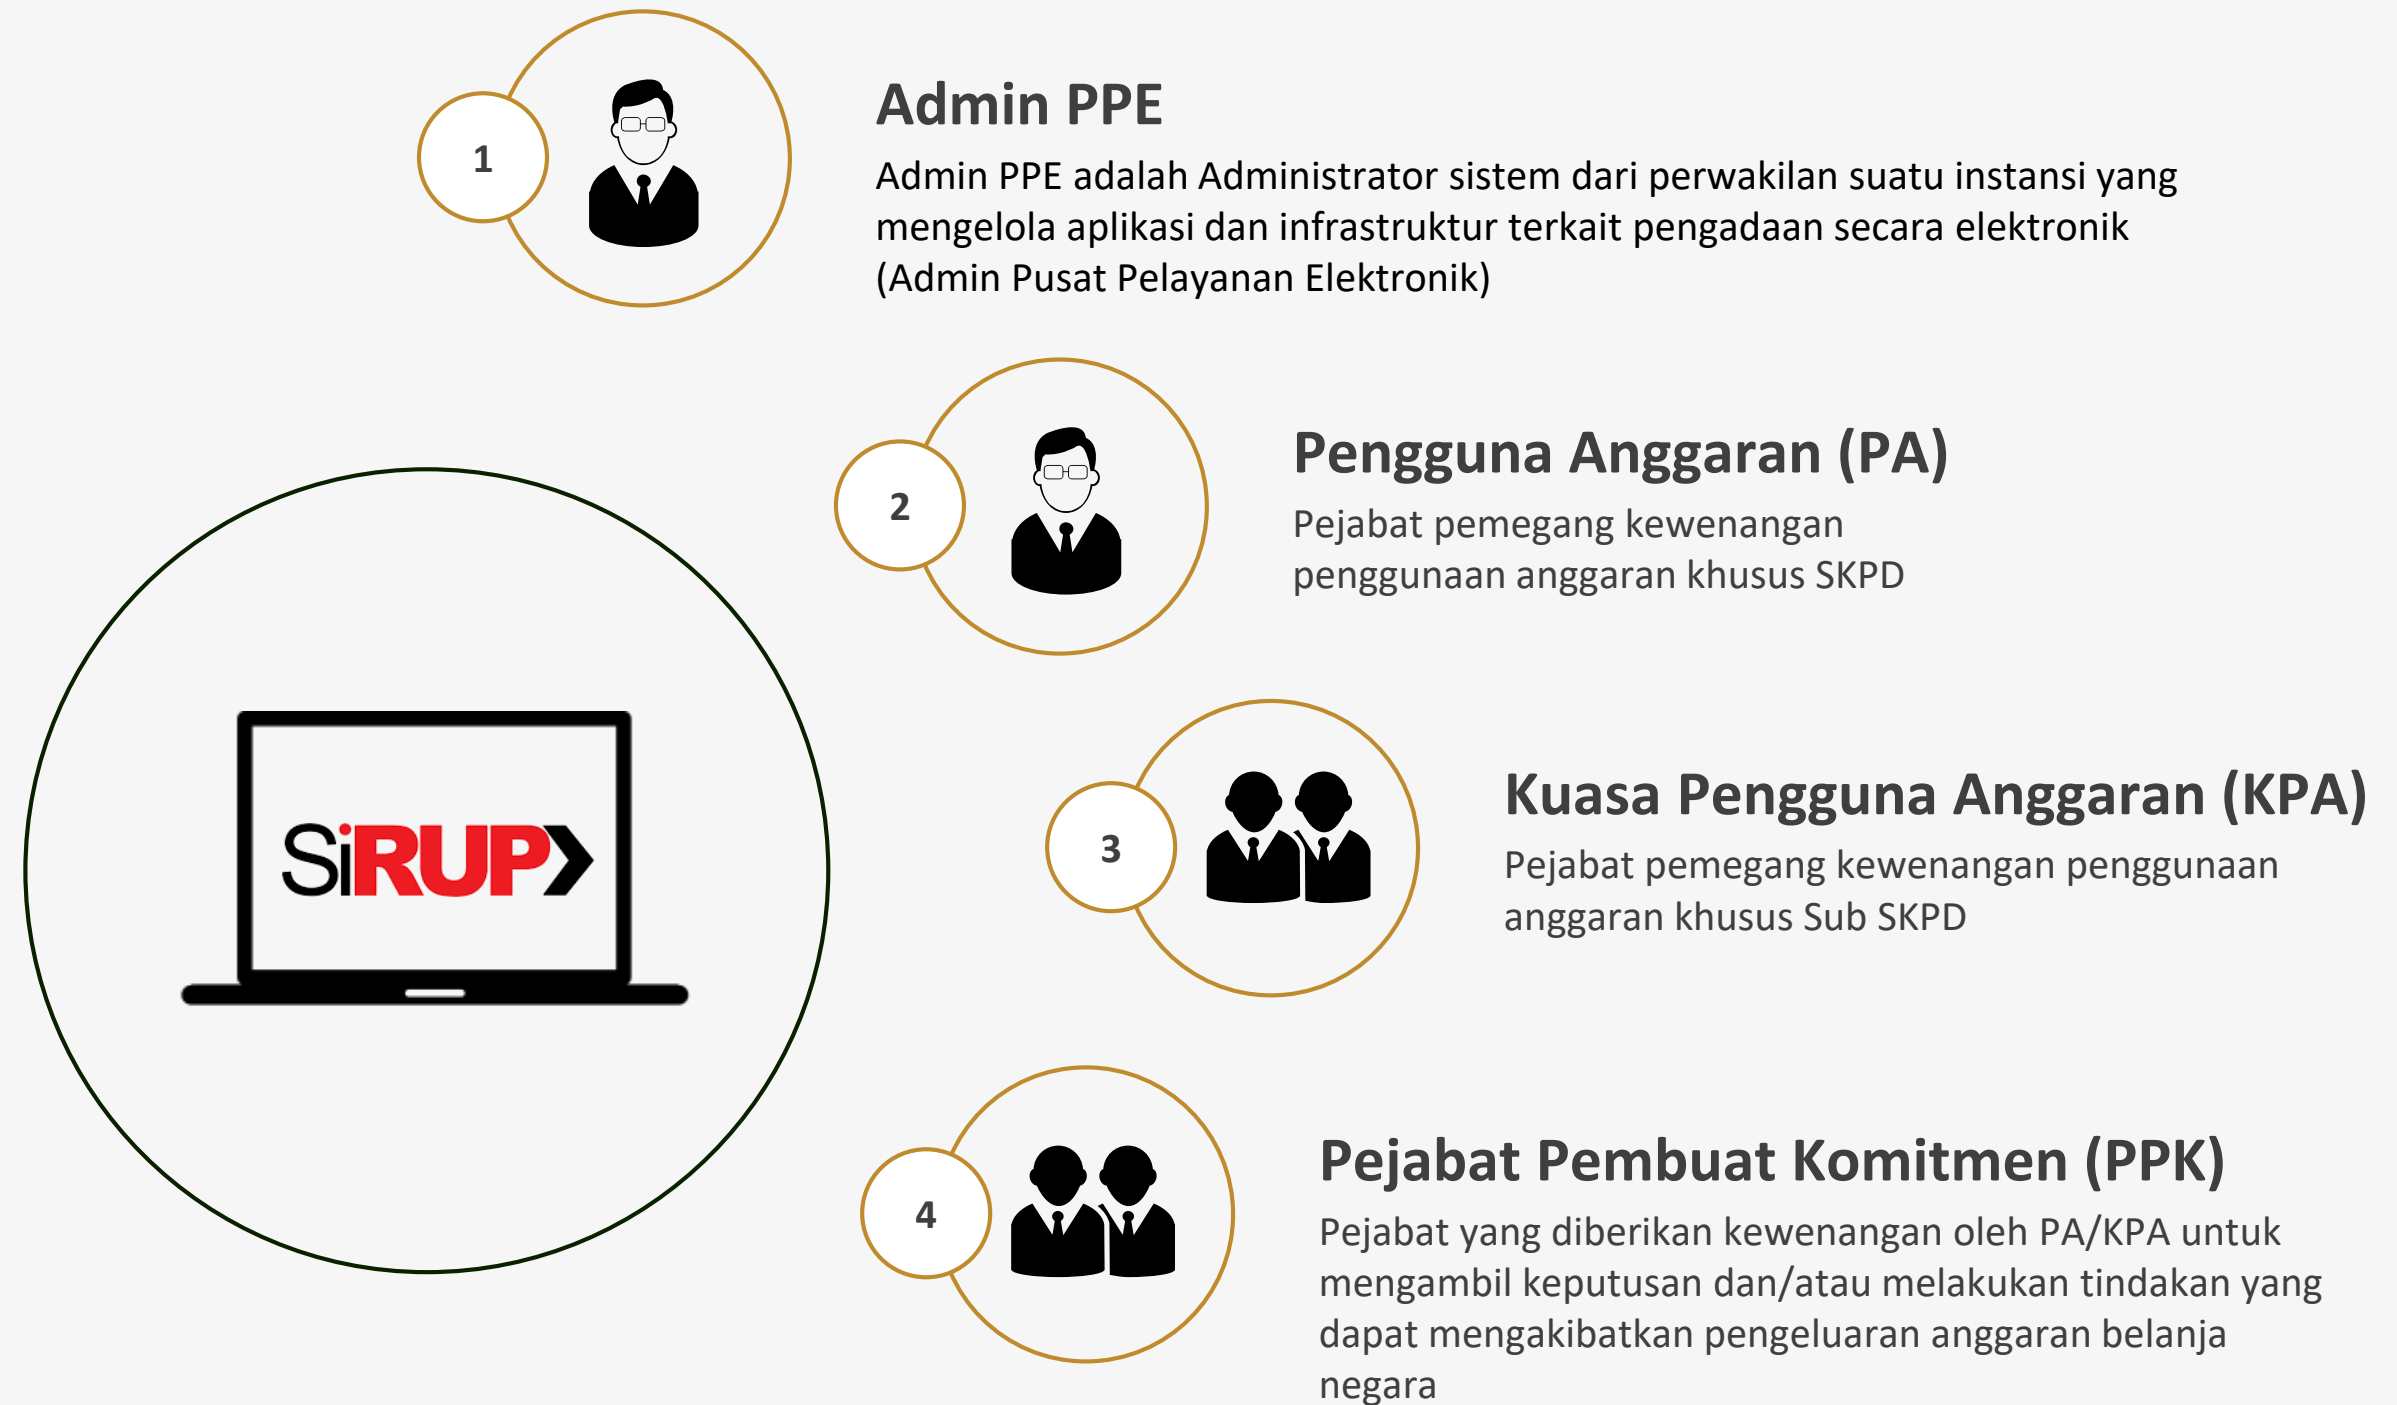 1
Admin PPE
Admin PPE adalah Administrator sistem dari perwakilan suatu instansi yang
mengelola aplikasi dan infrastruktur terkait pengadaan secara elektronik
(Admin Pusat Pelayanan Elektronik)
2
Pengguna Anggaran (PA)
Pejabat pemegang kewenangan
penggunaan anggaran khusus SKPD
SiRUP
3
Kuasa Pengguna Anggaran (KPA)
Pejabat pemegang kewenangan penggunaan
anggaran khusus Sub SKPD
4
Pejabat Pembuat Komitmen (PPK)
Pejabat yang diberikan kewenangan oleh PA/KPA untuk
mengambil keputusan dan/atau melakukan tindakan yang
dapat mengakibatkan pengeluaran anggaran belanja
negara